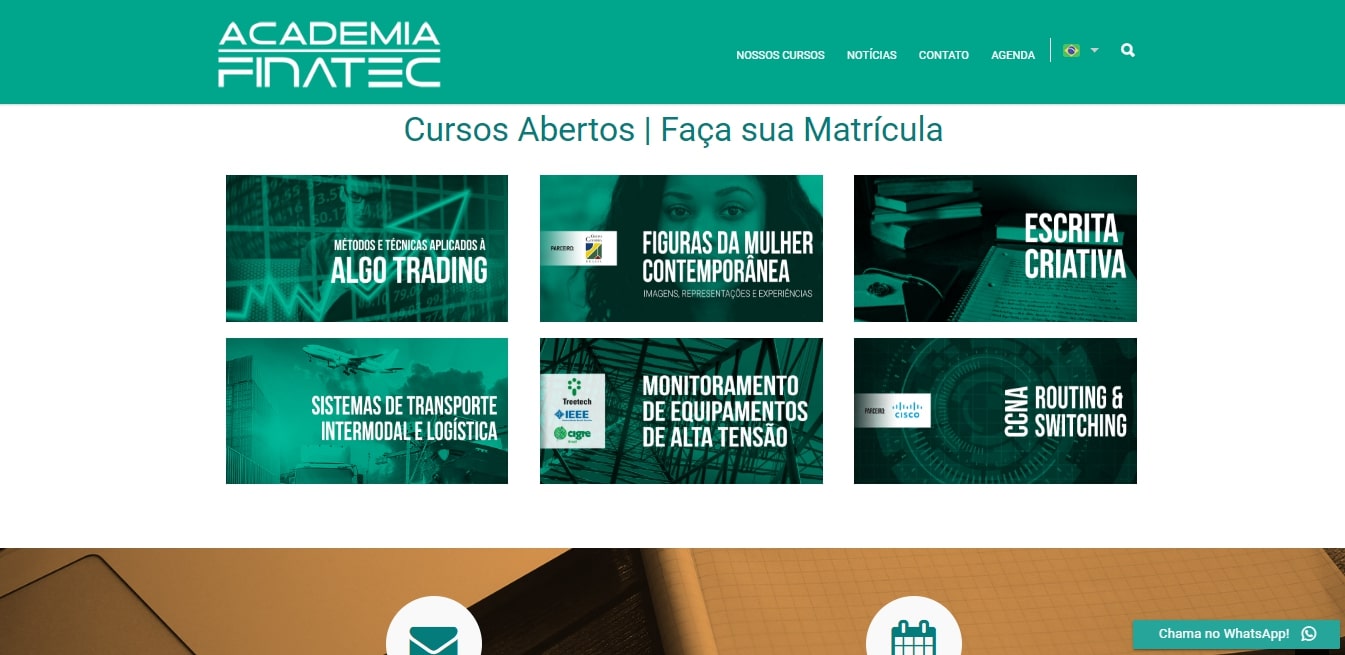 ACADEMIA
FINATEC
NOSSOS CURSOS NOTÍCIAS CONTATO AGENDA
Cursos Abertos | Faça sua Matrícula
MÉTODOS E TÉCNICAS APLICADOS À
ALGO TRADING
PARCEIRO:
FIGURAS DA MULHER
CONTEMPORÂNEA
IMAGENS, REPRESENTAÇÕES E EXPERIÊNCIAS
ESCRITA
CRIATIVA
SISTEMAS DE TRANSPORTE
INTERMODAL E LOGÍSTICA
Treetech
IEEE
cigre
MONITORAMENTO
DE EQUIPAMENTOS
DE ALTA TENSÃO
PARCEIRO:
CISCO
CCNA
ROUTING &
SWITCHING
Chama no WhatsApp!